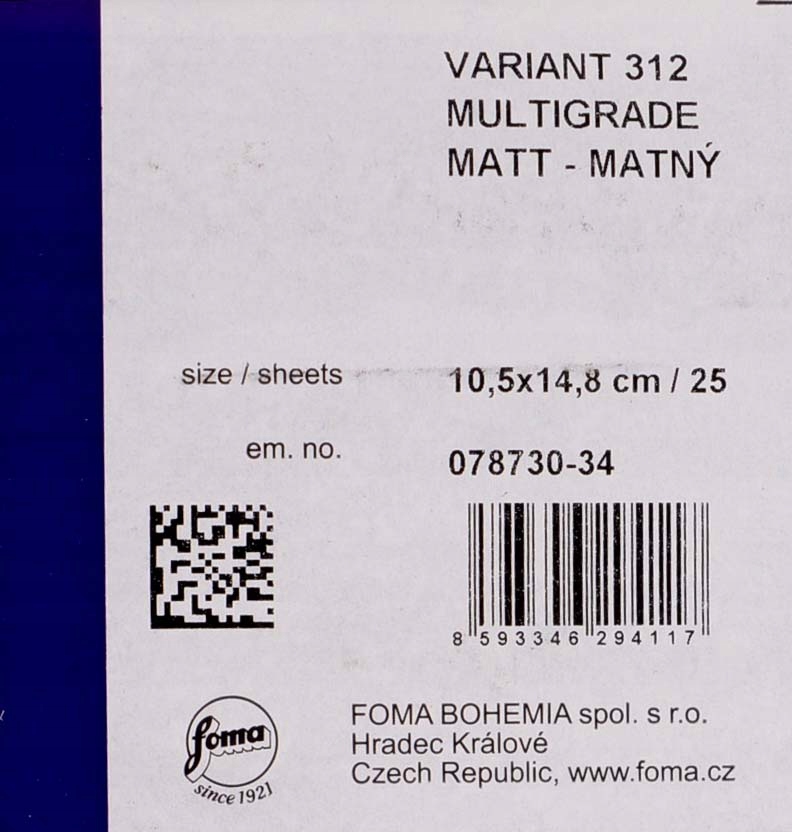 VARIANT 312
MULTIGRADE
MATT - MATNÝ
size / sheets 10,5x14,8 cm / 25
em. no. 078730-34
8 593346 294117
foma
since 1921
FOMA BOHEMIA spol. s r.o.
Hradec Králové
Czech Republic, www.foma.cz